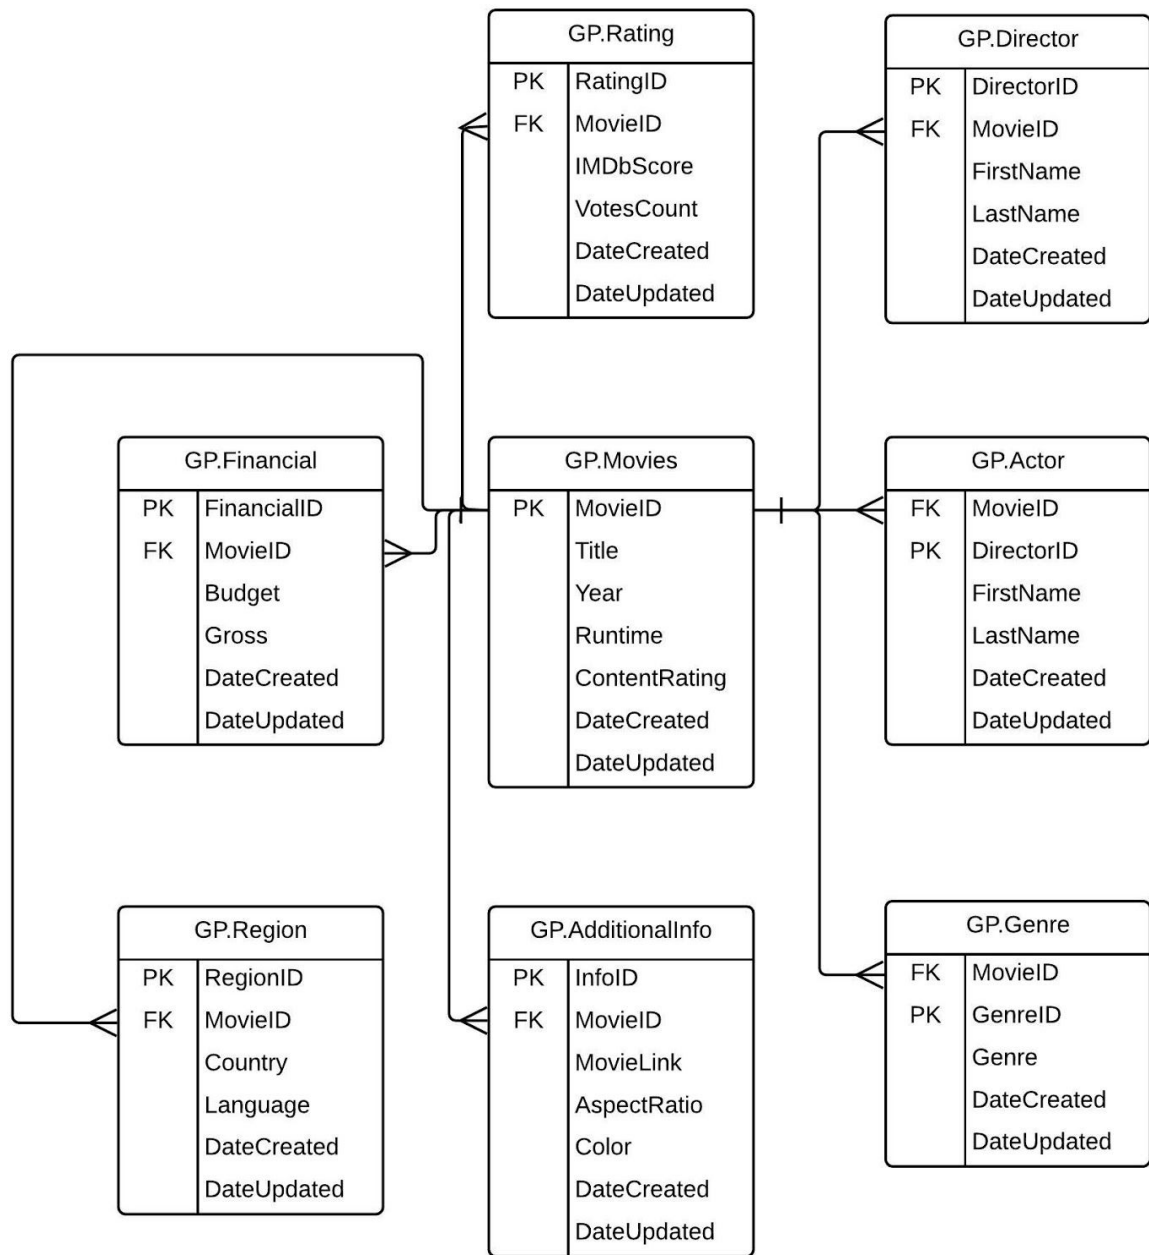 GP.Rating
PK RatingID
FK MovieID
IMDbScore
VotesCount
DateCreated
DateUpdated
GP.Director
PK DirectorID
FK MovieID
FirstName
LastName
DateCreated
DateUpdated
GP.Financial
PK FinancialID
FK MovieID
Budget
Gross
DateCreated
DateUpdated
GP.Movies
PK MovieID
Title
Year
Runtime
ContentRating
DateCreated
DateUpdated
GP.Actor
FK MovieID
PK DirectorID
FirstName
LastName
DateCreated
DateUpdated
GP.Region
PK RegionID
FK MovieID
Country
Language
DateCreated
DateUpdated
GP.AdditionalInfo
PK InfoID
FK MovieID
MovieLink
AspectRatio
Color
DateCreated
DateUpdated
GP.Genre
FK MovieID
PK GenreID
Genre
DateCreated
DateUpdated